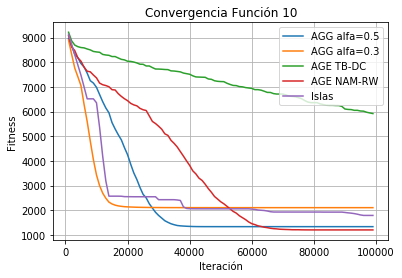 Convergencia Función 10
Fitness
9000
8000
7000
6000
5000
4000
3000
2000
1000
AGG alfa=0.5
AGG alfa=0.3
AGE TB-DC
AGE NAM-RW
Islas
0
20000
40000
60000
80000
100000
Iteración